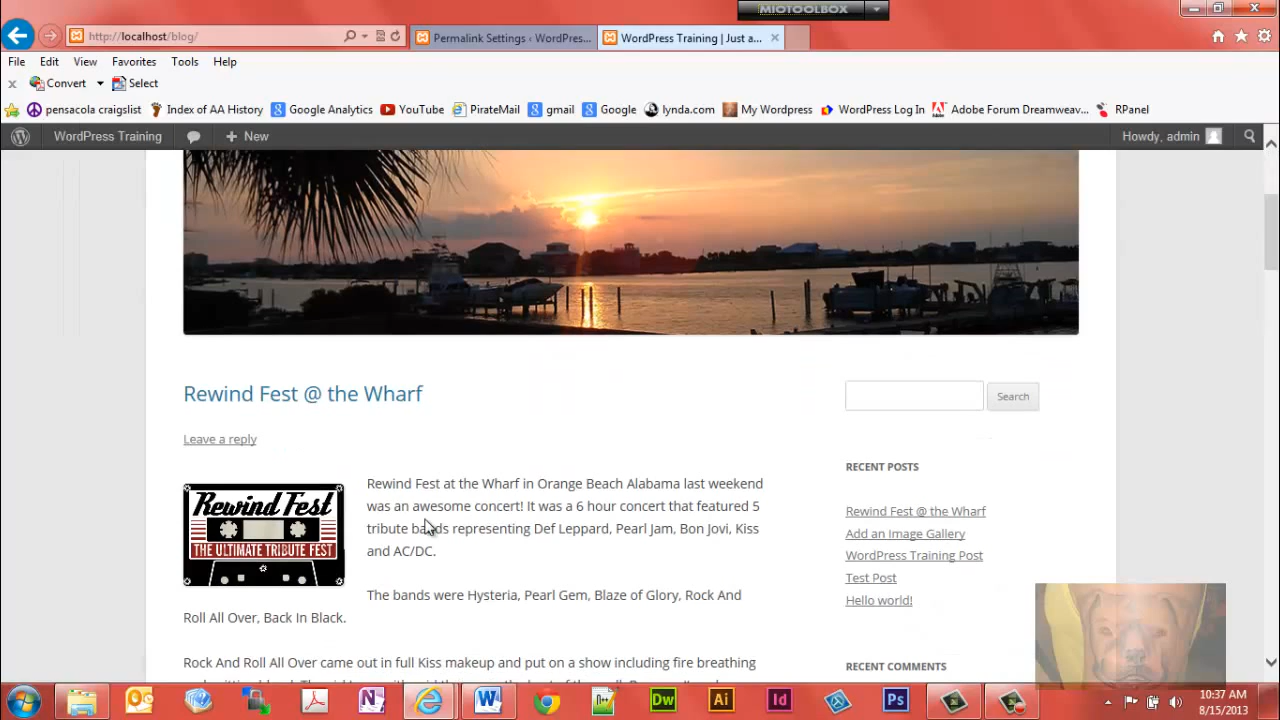 MIOTOOLBOX
http://localhost/blog/
Permalink Settings ‹ WordPres...
WordPress Training | Just a...
File Edit View Favorites Tools Help
Convert Select
pensacola craigslist Index of AA History Google Analytics YouTube PirateMail gmail Google lynda.com My Wordpress WordPress Log In Adobe Forum Dreamweav... RPanel
WordPress Training + New Howdy, admin
Rewind Fest @ the Wharf
Search
Leave a reply
RECENT POSTS
Rewind Fest
THE ULTIMATE TRIBUTE FEST
Rewind Fest at the Wharf in Orange Beach Alabama last weekend
was an awesome concert! It was a 6 hour concert that featured 5
tribute bands representing Def Leppard, Pearl Jam, Bon Jovi, Kiss
and AC/DC.
The bands were Hysteria, Pearl Gem, Blaze of Glory, Rock And
Roll All Over, Back In Black.
Rock And Roll All Over came out in full Kiss makeup and put on a show including fire breathing
Rewind Fest @ the Wharf
Add an Image Gallery
WordPress Training Post
Test Post
Hello world!
RECENT COMMENTS
Dw Ai Id Ps
10:37 AM
8/15/2013